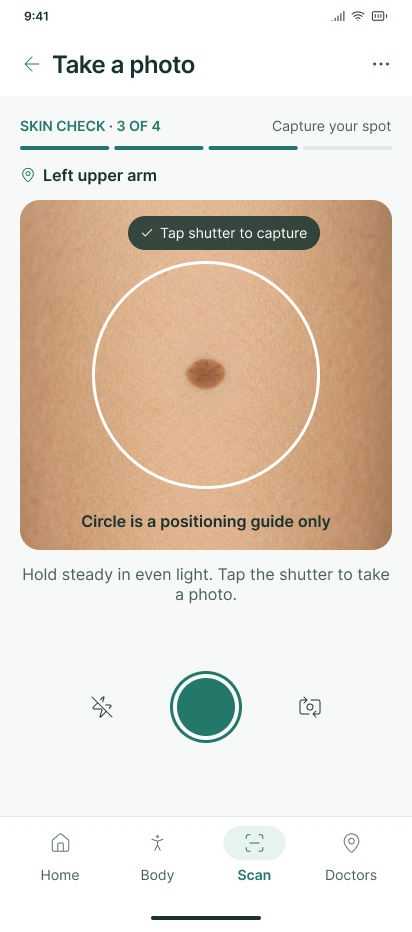 9:41
Take a photo
SKIN CHECK · 3 OF 4
Capture your spot
Left upper arm
Tap shutter to capture
Circle is a positioning guide only
Hold steady in even light. Tap the shutter to take
a photo.
Home
Body
Scan
Doctors